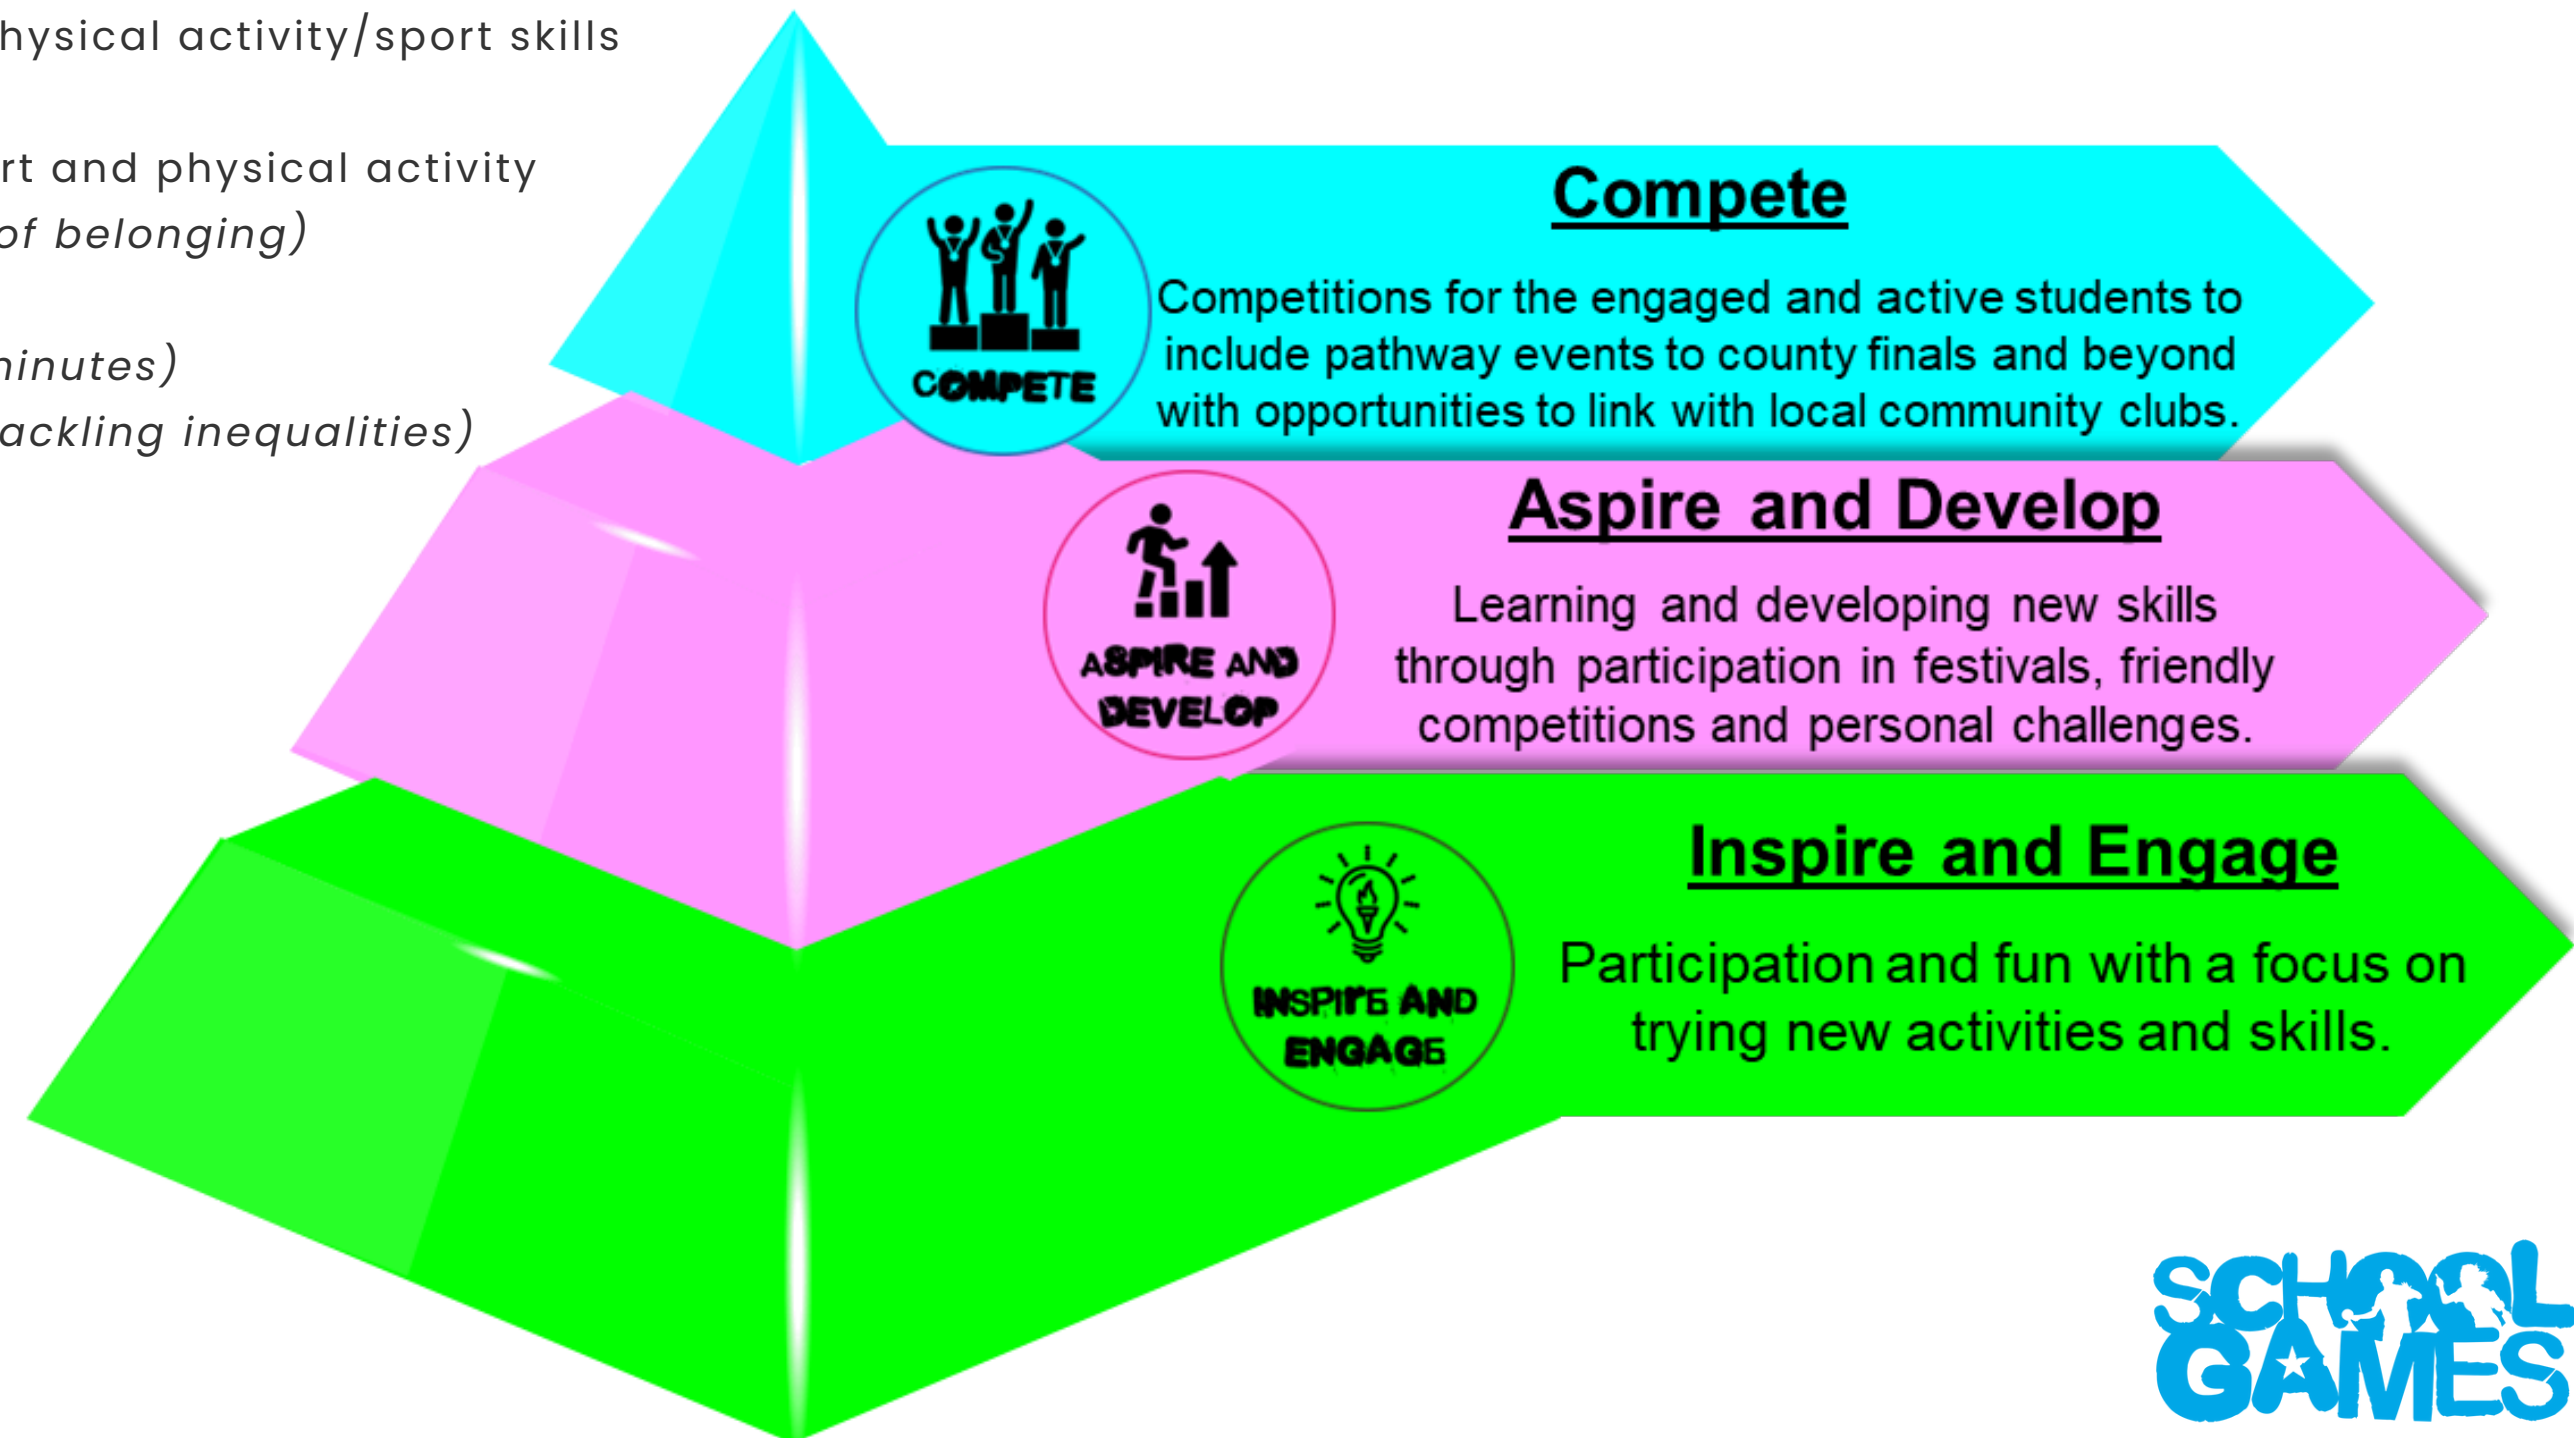 hysical activity/sport skills
rt and physical activity
of belonging)
minutes)
ackling inequalities)
Compete
Competitions for the engaged and active students to
include pathway events to county finals and beyond
with opportunities to link with local community clubs.
COMPETE
Aspire and Develop
Learning and developing new skills
through participation in festivals, friendly
competitions and personal challenges.
ASPIRE AND
DEVELOP
Inspire and Engage
Participation and fun with a focus on
trying new activities and skills.
INSPIrE AND
ENGAGE
SCHOOL
GAMES